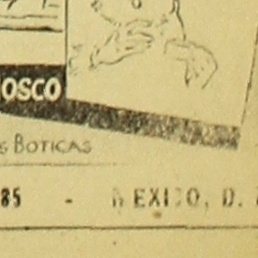 OSCO
S BOTICAS
85 - MEXICO, D.